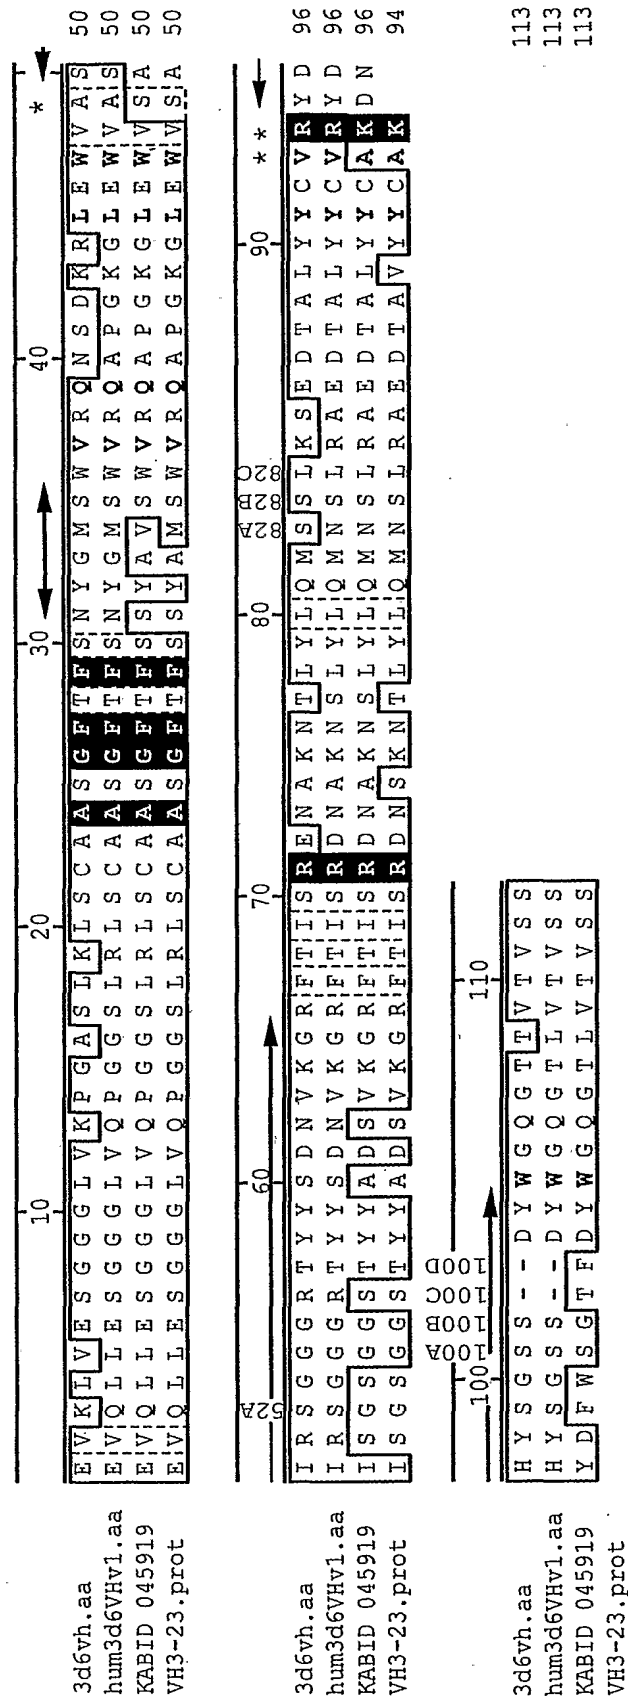 10 20 30 40 *
3d6vh.aa E V K L V E S G G G L V K P G A S L K L S C A A S G F T F S N Y G M S W V R Q N S D K R L E W V A S 50
hum3d6VHv1.aa E V Q L L E S G G G L V Q P G G S L R L S C A A S G F T F S N Y G M S W V R Q A P G K G L E W V A S 50
KABID 045919 E V Q L L E S G G G L V Q P G G S L R L S C A A S G F T F S S Y A V S W V R Q A P G K G L E W V S A 50
VH3-23.prot E V Q L L E S G G G L V Q P G G S L R L S C A A S G F T F S S Y A M S W V R Q A P G K G L E W V S A 50
52A 60 70 80 82A 82B 82C 90 * *
3d6vh.aa I R S G G G R T Y Y S D N V K G R F T I S R E N A K N T L Y L Q M S S L K S E D T A L Y Y C V R Y D 96
hum3d6VHv1.aa I R S G G G R T Y Y S D N V K G R F T I S R D N A K N S L Y L Q M N S L R A E D T A L Y Y C V R Y D 96
KABID 045919 I S G S G G S T Y Y A D S V K G R F T I S R D N A K N S L Y L Q M N S L R A E D T A L Y Y C A K D N 96
VH3-23.prot I S G S G G S T Y Y A D S V K G R F T I S R D N S K N T L Y L Q M N S L R A E D T A V Y Y C A K 94
100 100A 100B 100C 100D 110
3d6vh.aa H Y S G S S - - D Y W G Q G T T V T V S S 113
hum3d6VHv1.aa H Y S G S S - - D Y W G Q G T L V T V S S 113
KABID 045919 Y D F W S G T F D Y W G Q G T L V T V S S 113
VH3-23.prot